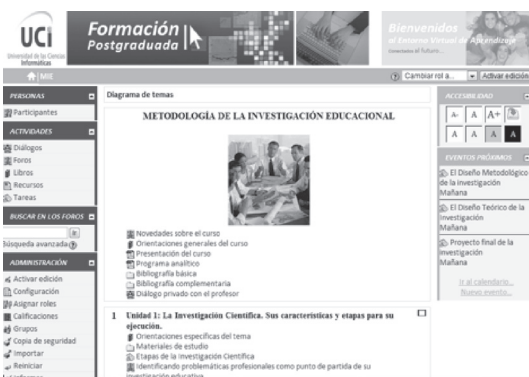 UCI
Universidad de las Ciencias
Informáticas
Formación
Postgraduada
Bienvenidos
al Entorno Virtual de Aprendizaje
Conectados al futuro...
MIE
Cambiar rol a...
Activar edición
PERSONAS
Participantes
ACTIVIDADES
Diálogos
Foros
Libros
Recursos
Tareas
BUSCAR EN LOS FOROS
Búsqueda avanzada
ADMINISTRACIÓN
Activar edición
Configuración
Asignar roles
Calificaciones
Grupos
Copia de seguridad
Importar
Reiniciar
Informes
Diagrama de temas
METODOLOGÍA DE LA INVESTIGACIÓN EDUCACIONAL
Novedades sobre el curso
Orientaciones generales del curso
Presentación del curso
Programa analítico
Bibliografía básica
Bibliografía complementaria
Diálogo privado con el profesor
1 Unidad 1: La Investigación Científica. Sus características y etapas para su
ejecución.
Orientaciones específicas del tema
Materiales de estudio
Etapas de la Investigación Científica
Identificando problemáticas profesionales como punto de partida de su
investigación educativa
ACCESIBILIDAD
A- A A+
A A A A
EVENTOS PRÓXIMOS
El Diseño Metodológico
de la investigación
Mañana
El Diseño Teórico de la
Investigación
Mañana
Proyecto final de la
investigación
Mañana
Ir al calendario...
Nuevo evento...